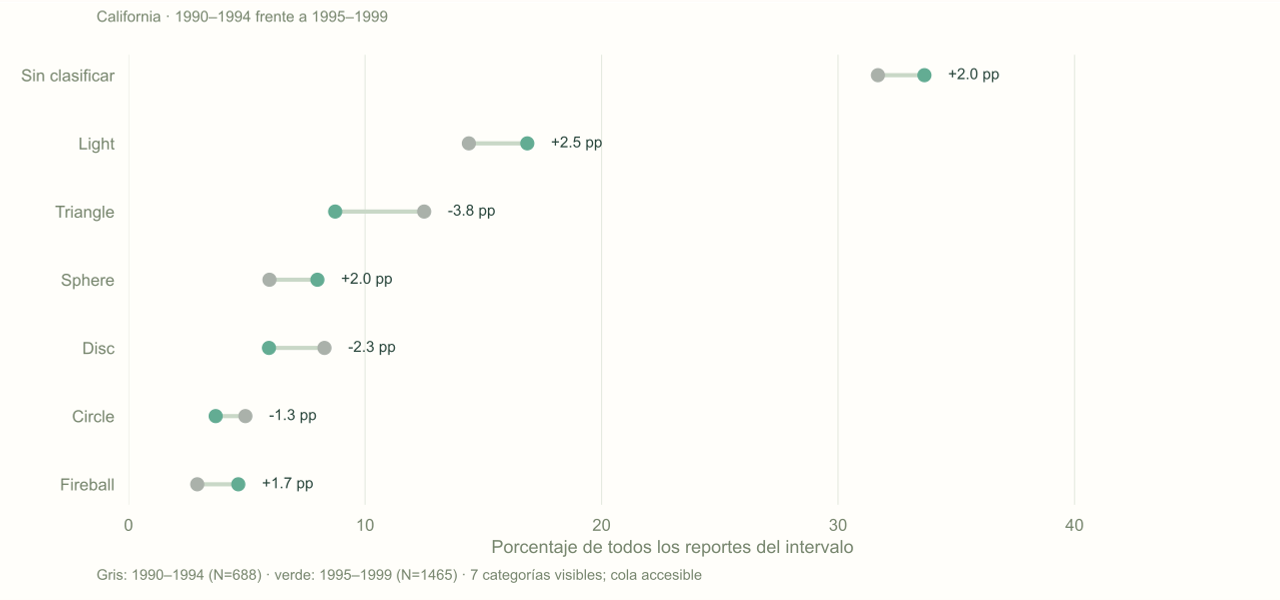 California · 1990–1994 frente a 1995–1999
Sin clasificar
+2.0 pp
Light
+2.5 pp
Triangle
-3.8 pp
Sphere
+2.0 pp
Disc
-2.3 pp
Circle
-1.3 pp
Fireball
+1.7 pp
0 10 20 30 40
Porcentaje de todos los reportes del intervalo
Gris: 1990–1994 (N=688) · verde: 1995–1999 (N=1465) · 7 categorías visibles; cola accesible